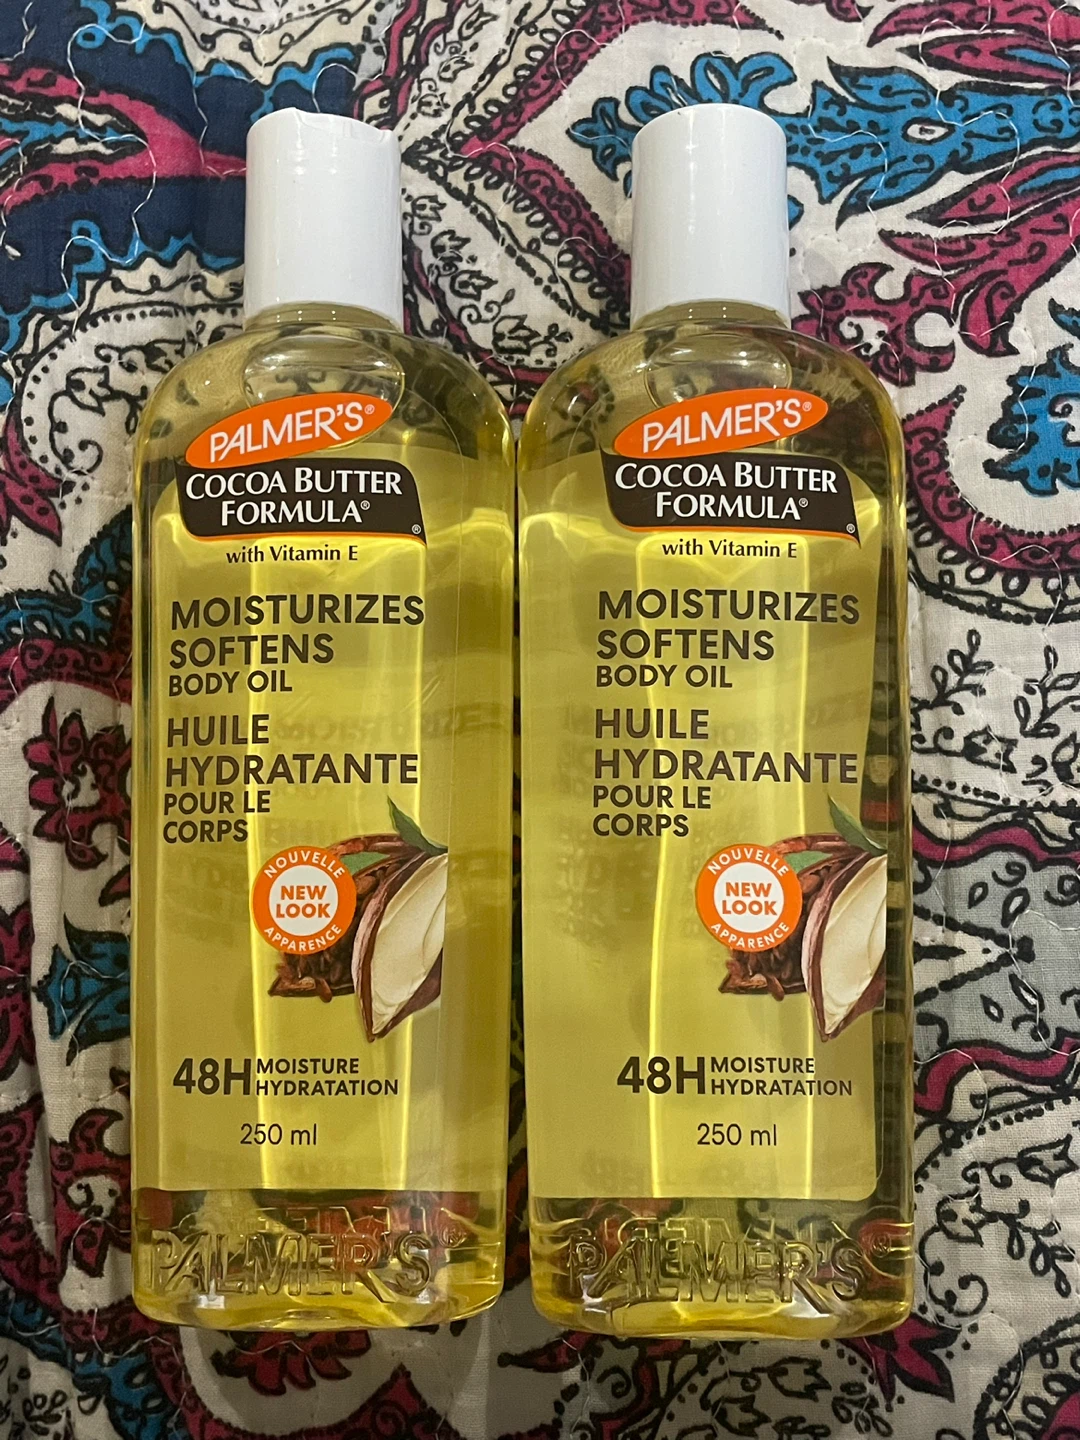 PALMER'S®
COCOA BUTTER
FORMULA®
®
with Vitamin E
MOISTURIZES
SOFTENS
BODY OIL
HUILE
HYDRATANTE
POUR LE
CORPS
NOUVELLE
NEW
LOOK
APPARENCE
48H MOISTURE
HYDRATATION
250 ml
PALMER'S®
PALMER'S®
COCOA BUTTER
FORMULA®
®
with Vitamin E
MOISTURIZES
SOFTENS
BODY OIL
HUILE
HYDRATANTE
POUR LE
CORPS
NOUVELLE
NEW
LOOK
APPARENCE
48H MOISTURE
HYDRATATION
250 ml
PALMER'S®